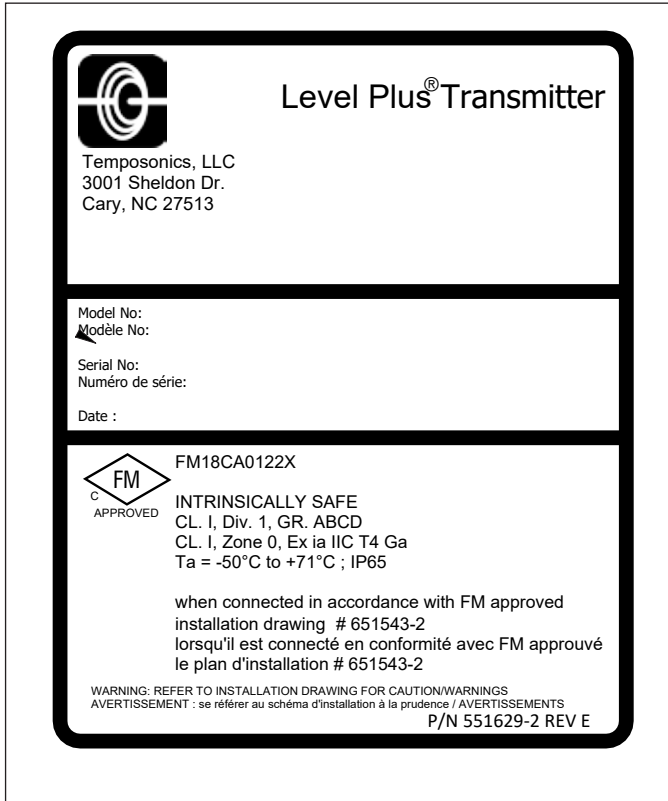 Level Plus® Transmitter
Temposonics, LLC
3001 Sheldon Dr.
Cary, NC 27513
Model No:
Modèle No:
Serial No:
Numéro de série:
Date :
FM
C
APPROVED
FM18CA0122X
INTRINSICALLY SAFE
CL. I, Div. 1, GR. ABCD
CL. I, Zone 0, Ex ia IIC T4 Ga
Ta = -50°C to +71°C ; IP65
when connected in accordance with FM approved
installation drawing # 651543-2
lorsqu'il est connecté en conformité avec FM approuvé
le plan d'installation # 651543-2
WARNING: REFER TO INSTALLATION DRAWING FOR CAUTION/WARNINGS
AVERTISSEMENT : se référer au schéma d'installation à la prudence / AVERTISSEMENTS
P/N 551629-2 REV E